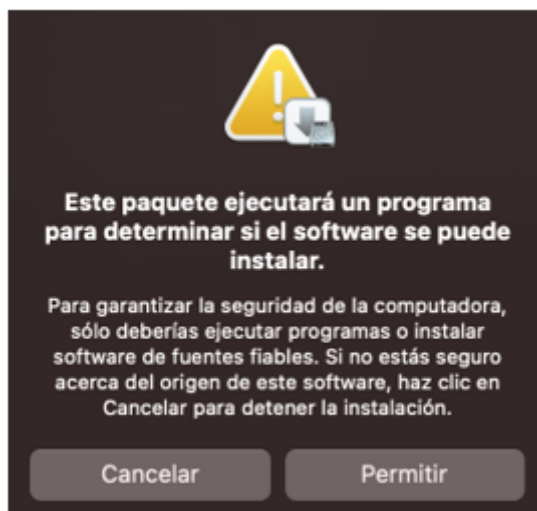 Este paquete ejecutará un programa
para determinar si el software se puede
instalar.
Para garantizar la seguridad de la computadora,
sólo deberías ejecutar programas o instalar
software de fuentes fiables. Si no estás seguro
acerca del origen de este software, haz clic en
Cancelar para detener la instalación.
Cancelar Permitir